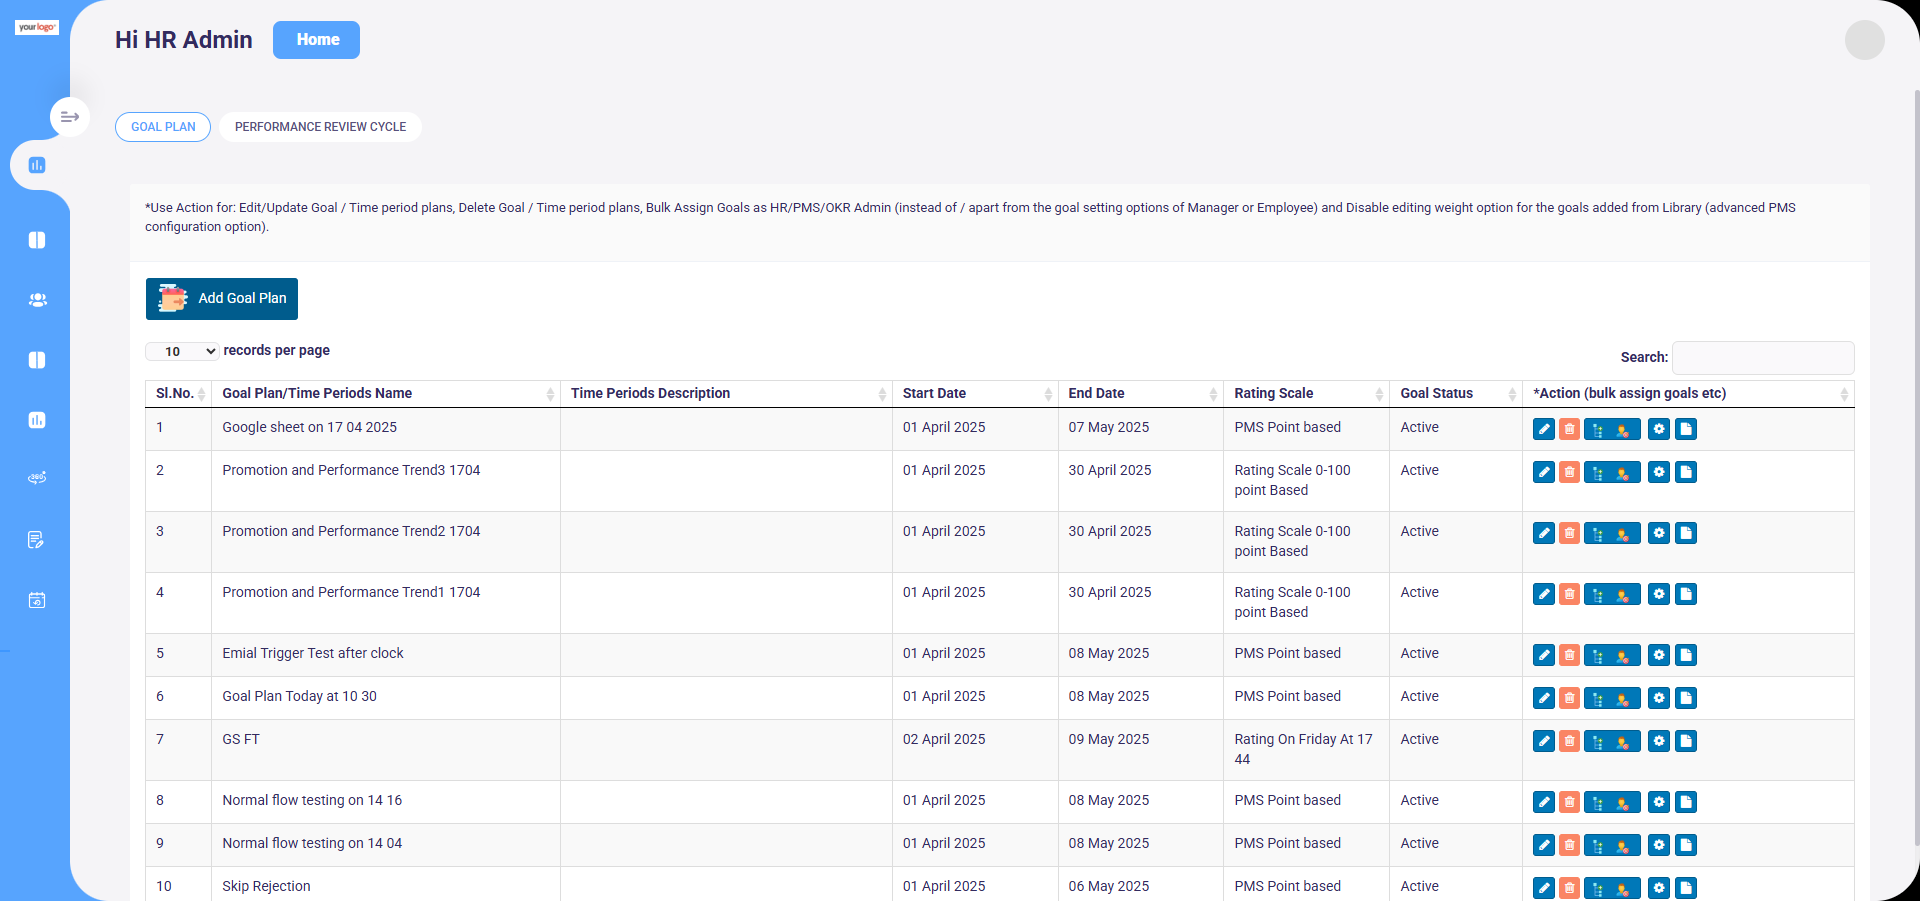 your logo
Hi HR Admin
Home
GOAL PLAN
PERFORMANCE REVIEW CYCLE
*Use Action for: Edit/Update Goal / Time period plans, Delete Goal / Time period plans, Bulk Assign Goals as HR/PMS/OKR Admin (instead of / apart from the goal setting options of Manager or Employee) and Disable editing weight option for the goals added from Library (advanced PMS
configuration option).
Add Goal Plan
10 records per page
Search:
Sl.No. Goal Plan/Time Periods Name Time Periods Description Start Date End Date Rating Scale Goal Status *Action (bulk assign goals etc)
1 Google sheet on 17 04 2025 01 April 2025 07 May 2025 PMS Point based Active
2 Promotion and Performance Trend3 1704 01 April 2025 30 April 2025 Rating Scale 0-100 Active
point Based
3 Promotion and Performance Trend2 1704 01 April 2025 30 April 2025 Rating Scale 0-100 Active
point Based
4 Promotion and Performance Trend1 1704 01 April 2025 30 April 2025 Rating Scale 0-100 Active
point Based
5 Emial Trigger Test after clock 01 April 2025 08 May 2025 PMS Point based Active
6 Goal Plan Today at 10 30 01 April 2025 08 May 2025 PMS Point based Active
7 GS FT 02 April 2025 09 May 2025 Rating On Friday At 17 Active
44
8 Normal flow testing on 14 16 01 April 2025 08 May 2025 PMS Point based Active
9 Normal flow testing on 14 04 01 April 2025 08 May 2025 PMS Point based Active
360
10 Skip Rejection 01 April 2025 06 May 2025 PMS Point based Active